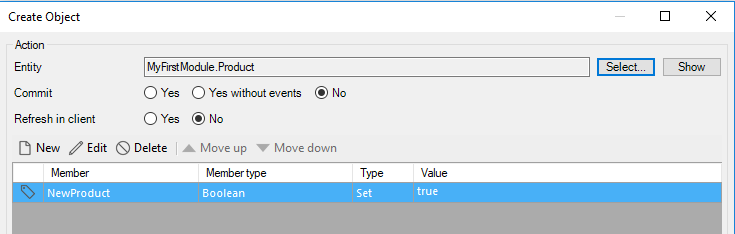 Create Object
Action
Entity MyFirstModule.Product Select... Show
Commit Yes Yes without events No
Refresh in client Yes No
New Edit Delete Move up Move down
Member Member type Type Value
NewProduct Boolean Set true